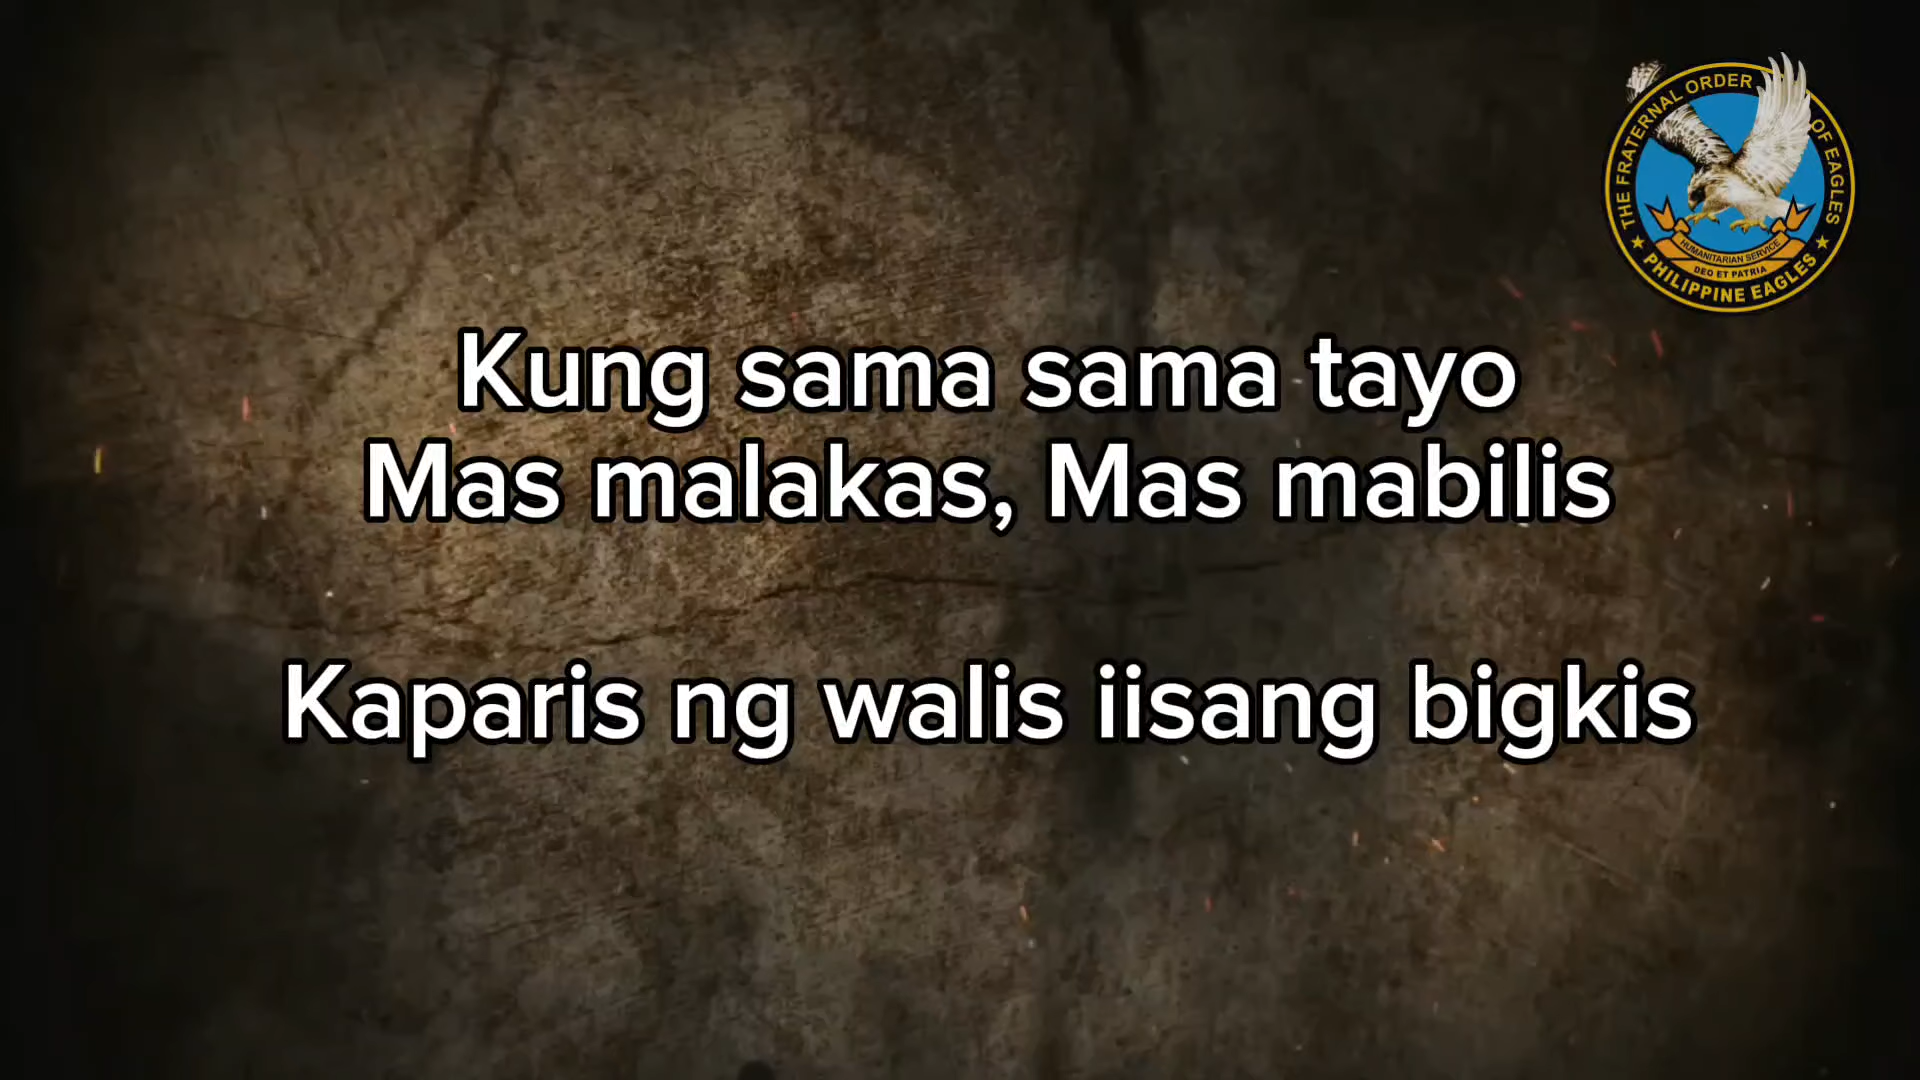 THE FRATERNAL ORDER OF EAGLES
HUMANITARIAN SERVICE
DEO ET PATRIA
PHILIPPINE EAGLES
Kung sama sama tayo
Mas malakas, Mas mabilis
Kaparis ng walis iisang bigkis